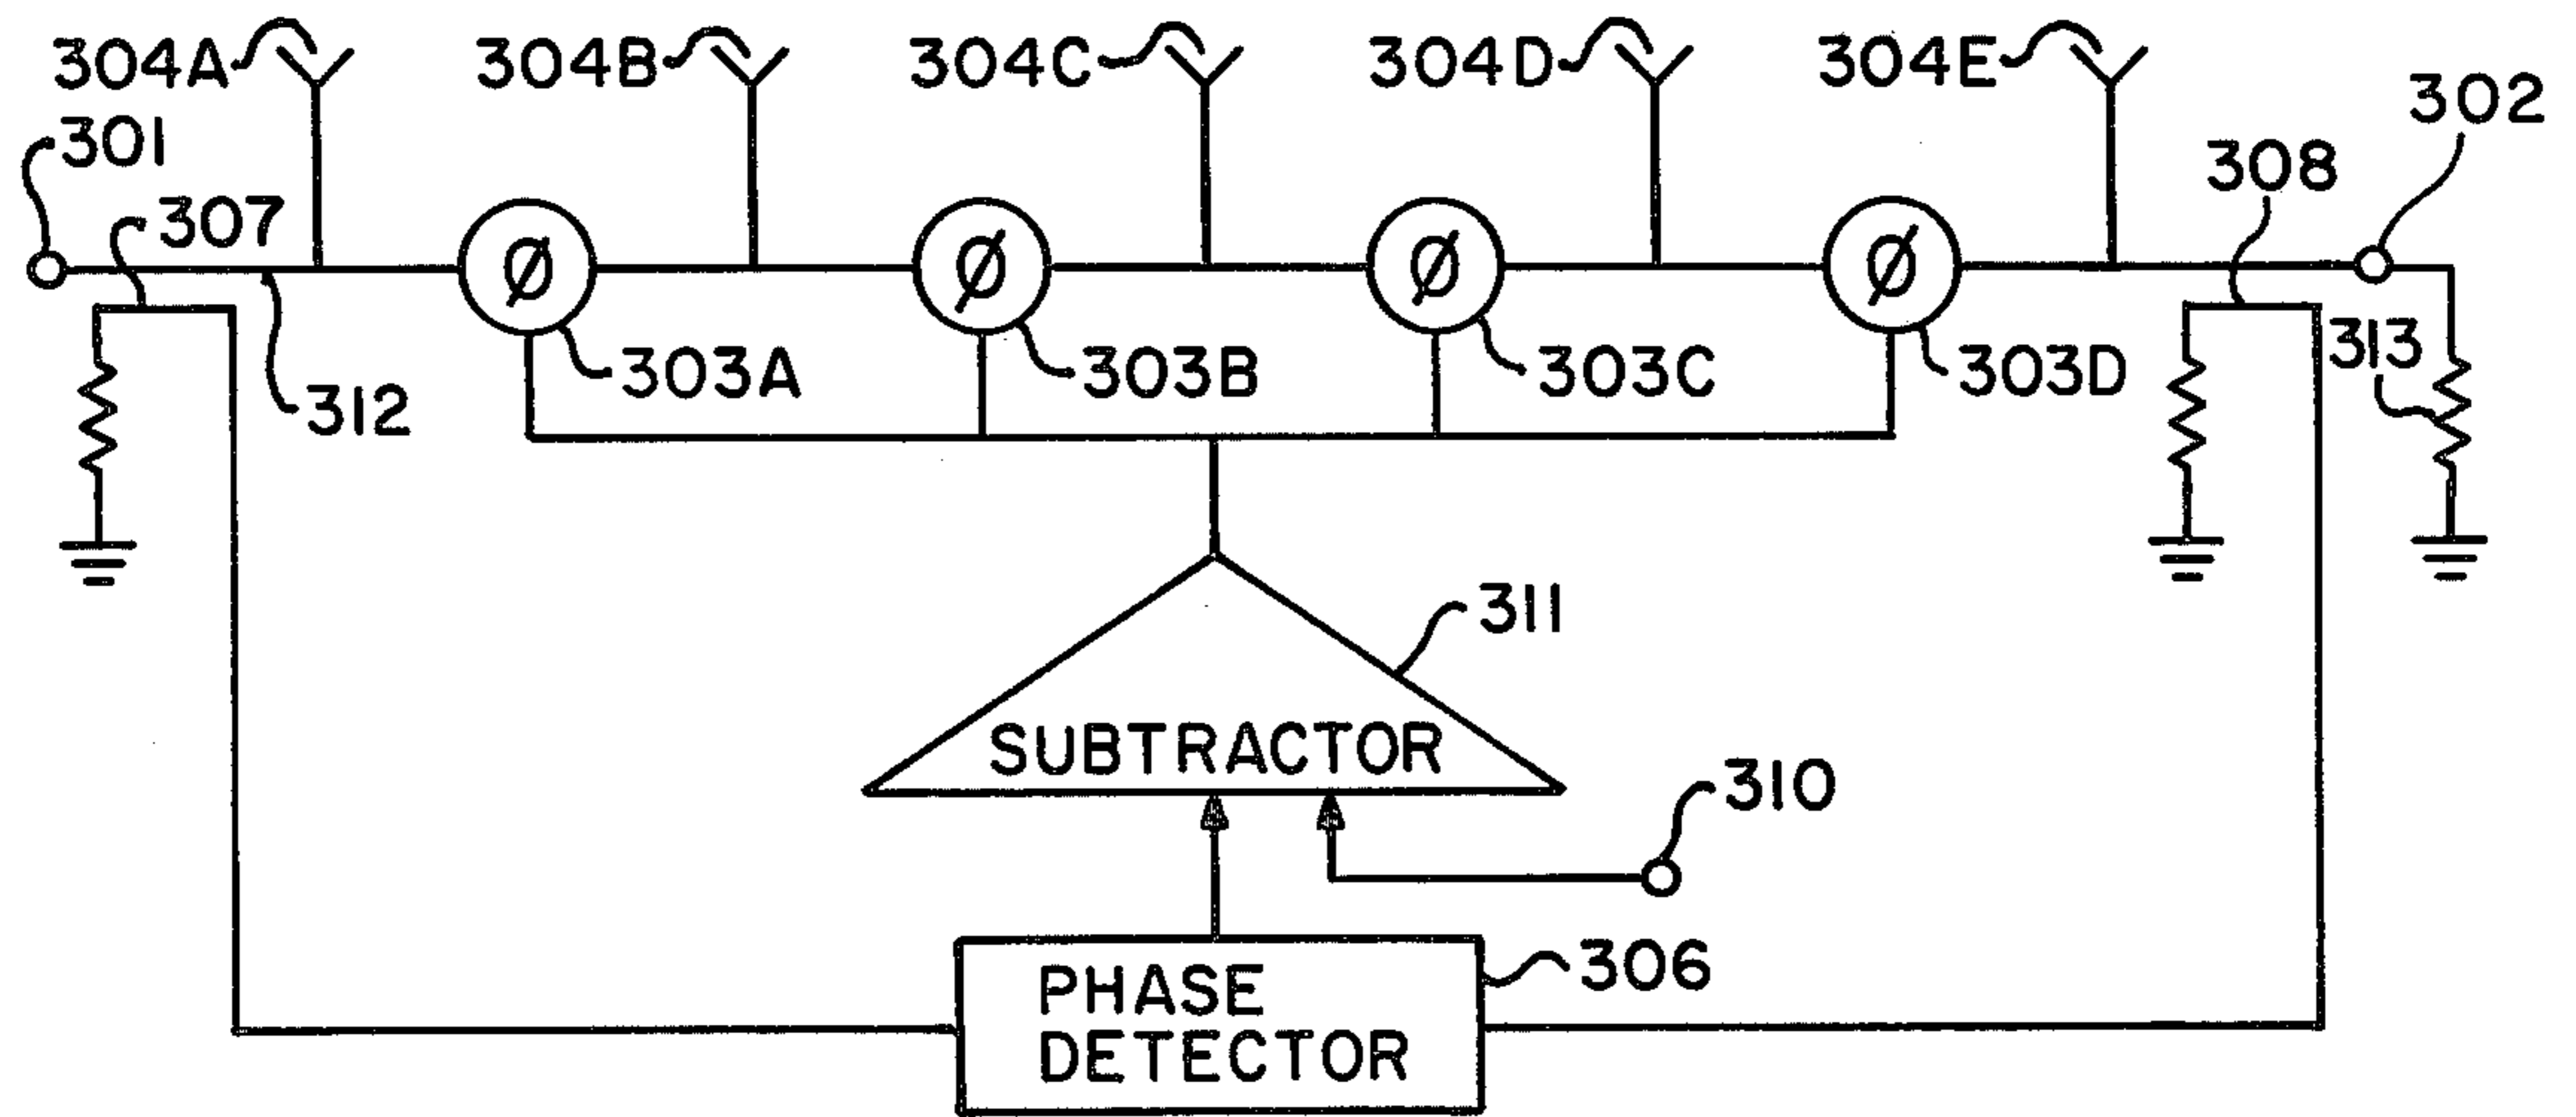 304A 304B 304C 304D 304E
302
301
308
307
Ø Ø Ø Ø
313
303A 303B 303C 303D
312
311
SUBTRACTOR
310
306
PHASE
DETECTOR